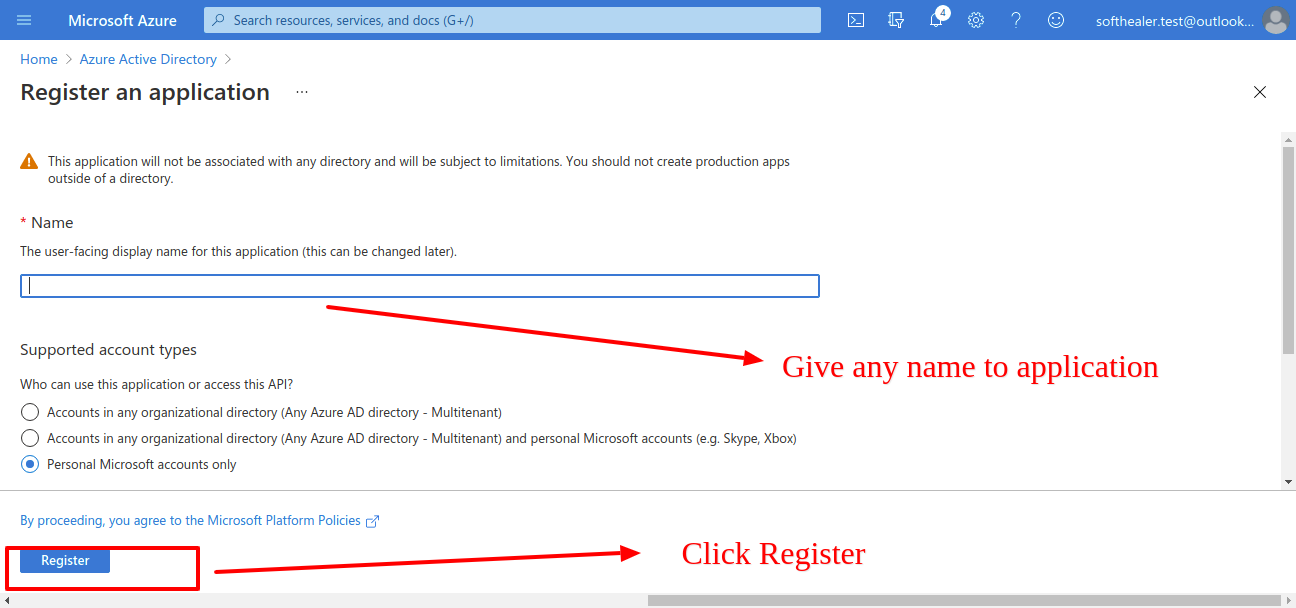 Microsoft Azure
Search resources, services, and docs (G+/)
4
softhealer.test@outlook...
Home > Azure Active Directory >
Register an application ...
This application will not be associated with any directory and will be subject to limitations. You should not create production apps
outside of a directory.
* Name
The user-facing display name for this application (this can be changed later).
Give any name to application
Supported account types
Who can use this application or access this API?
Accounts in any organizational directory (Any Azure AD directory - Multitenant)
Accounts in any organizational directory (Any Azure AD directory - Multitenant) and personal Microsoft accounts (e.g. Skype, Xbox)
Personal Microsoft accounts only
By proceeding, you agree to the Microsoft Platform Policies
Register
Click Register